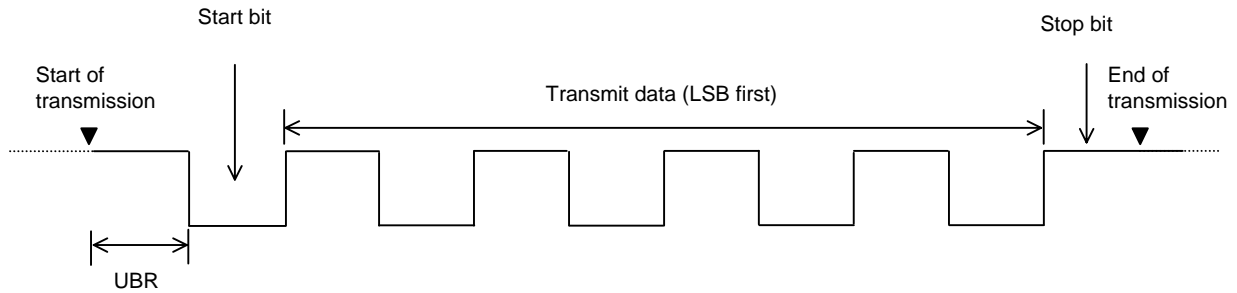 Start bit
Stop bit
Start of
transmission
Transmit data (LSB first)
End of
transmission
UBR